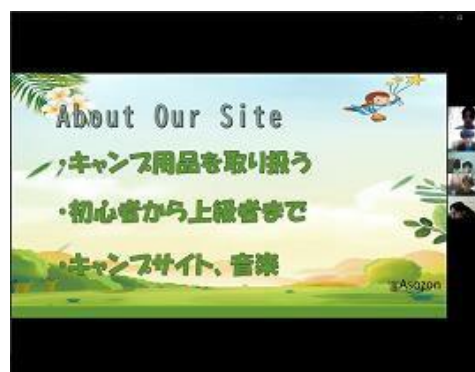 About Our Site
・キャンプ用品を取り扱う
・初心者から上級者まで
・キャンプサイト、音楽
Asozon